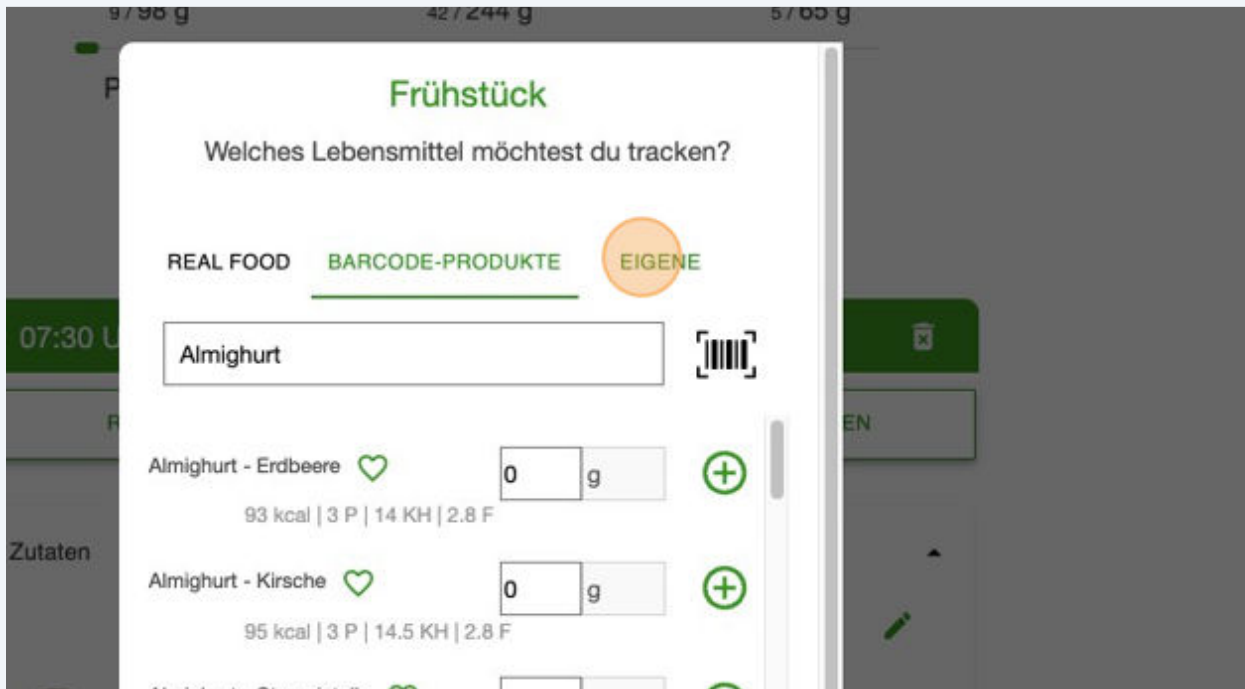 9 / 98 g 42 / 244 g 5 / 65 g
Frühstück
Welches Lebensmittel möchtest du tracken?
REAL FOOD BARCODE-PRODUKTE EIGENE
07:30 U
Almighurt
EN
Almighurt - Erdbeere 0 g
93 kcal | 3 P | 14 KH | 2.8 F
Zutaten
Almighurt - Kirsche 0 g
95 kcal | 3 P | 14.5 KH | 2.8 F